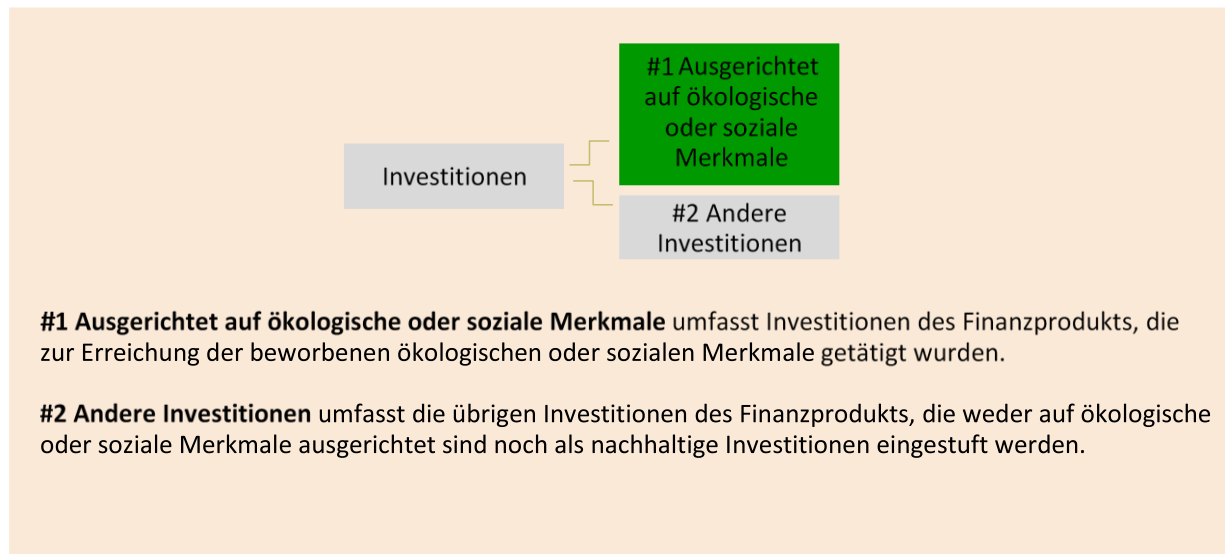 #1 Ausgerichtet
auf ökologische
oder soziale
Merkmale
Investitionen
#2 Andere
Investitionen
#1 Ausgerichtet auf ökologische oder soziale Merkmale umfasst Investitionen des Finanzprodukts, die
zur Erreichung der beworbenen ökologischen oder sozialen Merkmale getätigt wurden.
#2 Andere Investitionen umfasst die übrigen Investitionen des Finanzprodukts, die weder auf ökologische
oder soziale Merkmale ausgerichtet sind noch als nachhaltige Investitionen eingestuft werden.